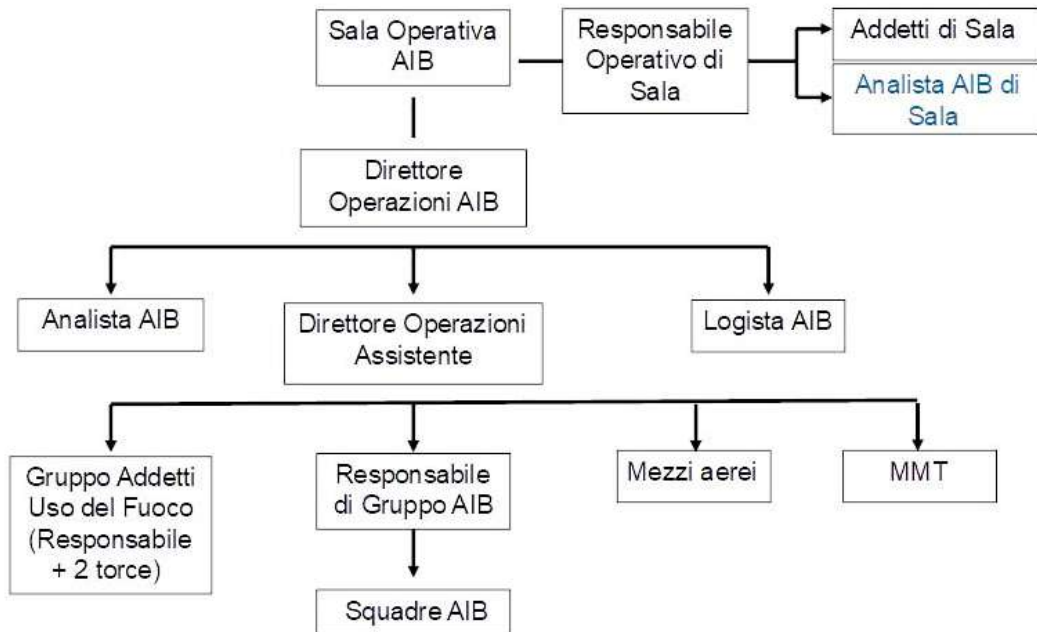 Sala Operativa
AIB
Responsabile
Operativo di
Sala
Addetti di Sala
Analista AIB di
Sala
Direttore
Operazioni AIB
Analista AIB
Direttore Operazioni
Assistente
Logista AIB
Gruppo Addetti
Uso del Fuoco
(Responsabile
+ 2 torce)
Responsabile
di Gruppo AIB
Mezzi aerei
MMT
Squadre AIB